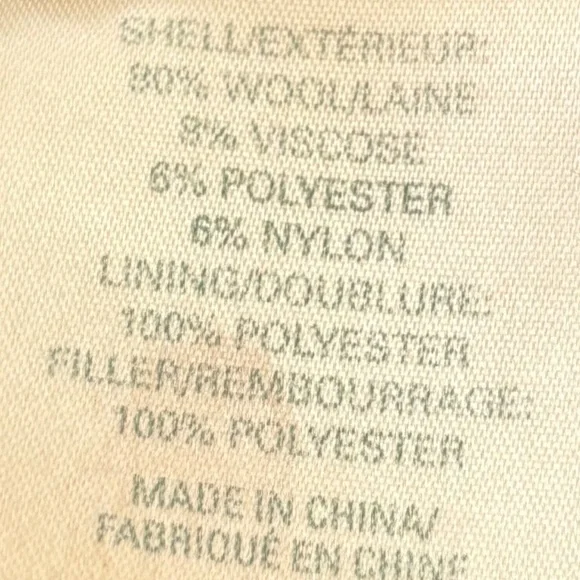 SHELL/EXTÉRIEUR:
80% WOOL/LAINE
8% VISCOSE
6% POLYESTER
6% NYLON
LINING/DOUBLURE:
100% POLYESTER
FILLER/REMBOURRAGE:
100% POLYESTER
MADE IN CHINA/
FABRIQUÉ EN CHINE